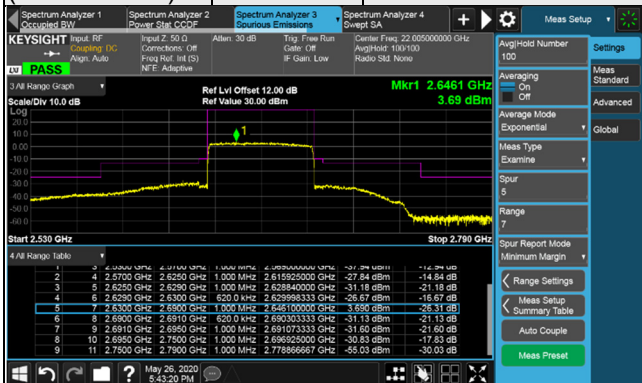 Spectrum Analyzer 1
Occupied BW
Spectrum Analyzer 2
Power Stat CCDF
Spectrum Analyzer 3
Spurious Emissions
Spectrum Analyzer 4
Swept SA
Meas Setup
KEYSIGHT
Input: RF
Coupling: DC
Align: Auto
Input Z: 50 Ω
Corrections: Off
Freq Ref: Int (S)
NFE: Adaptive
Atten: 30 dB
Trig: Free Run
Gate: Off
IF Gain: Low
Center Freq: 22.005000000 GHz
Avg|Hold: 100/100
Radio Std: None
LXI PASS
3 All Range Graph
Ref Lvl Offset 12.00 dB
Ref Value 30.00 dBm
Mkr1 2.6461 GHz
3.69 dBm
Scale/Div 10.0 dB
Log
20.0
10.0
0.00
-10.0
-20.0
-30.0
-40.0
-50.0
-60.0
1
Start 2.530 GHz
Stop 2.790 GHz
4 All Range Table
2 4 2.5700 GHz 2.6250 GHz 1.000 MHz 2.615925000 GHz -27.84 dBm -14.84 dB
3 5 2.6250 GHz 2.6290 GHz 1.000 MHz 2.628840000 GHz -31.18 dBm -21.18 dB
4 6 2.6290 GHz 2.6300 GHz 620.0 kHz 2.629998333 GHz -26.67 dBm -16.67 dB
5 7 2.6300 GHz 2.6900 GHz 1.000 MHz 2.646100000 GHz 3.690 dBm -26.31 dB
6 8 2.6900 GHz 2.6910 GHz 620.0 kHz 2.690303333 GHz -31.13 dBm -21.13 dB
7 9 2.6910 GHz 2.6950 GHz 1.000 MHz 2.691073333 GHz -31.60 dBm -21.60 dB
8 10 2.6950 GHz 2.7500 GHz 1.000 MHz 2.696925000 GHz -30.83 dBm -17.83 dB
9 11 2.7500 GHz 2.7900 GHz 1.000 MHz 2.778866667 GHz -55.03 dBm -30.03 dB
Avg|Hold Number
100
Averaging
On
Off
Average Mode
Exponential
Meas Type
Examine
Spur
5
Range
7
Spur Report Mode
Minimum Margin
Range Settings
Meas Setup
Summary Table
Auto Couple
Meas Preset
Settings
Meas
Standard
Advanced
Global
May 26, 2020
5:43:20 PM